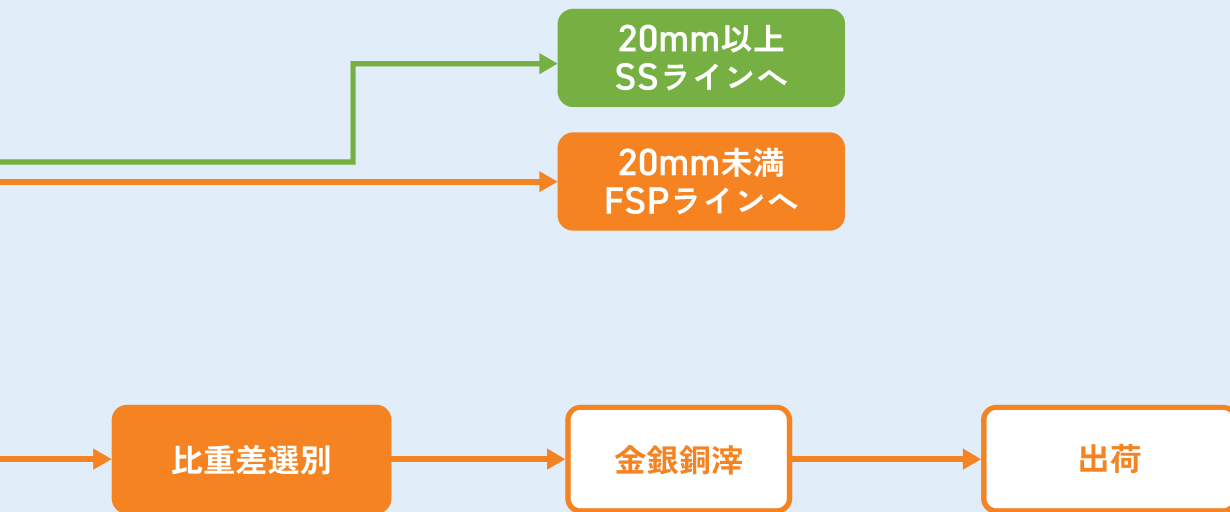 20mm以上
SSラインへ
20mm未満
FSPラインへ
比重差選別
金銀銅滓
出荷